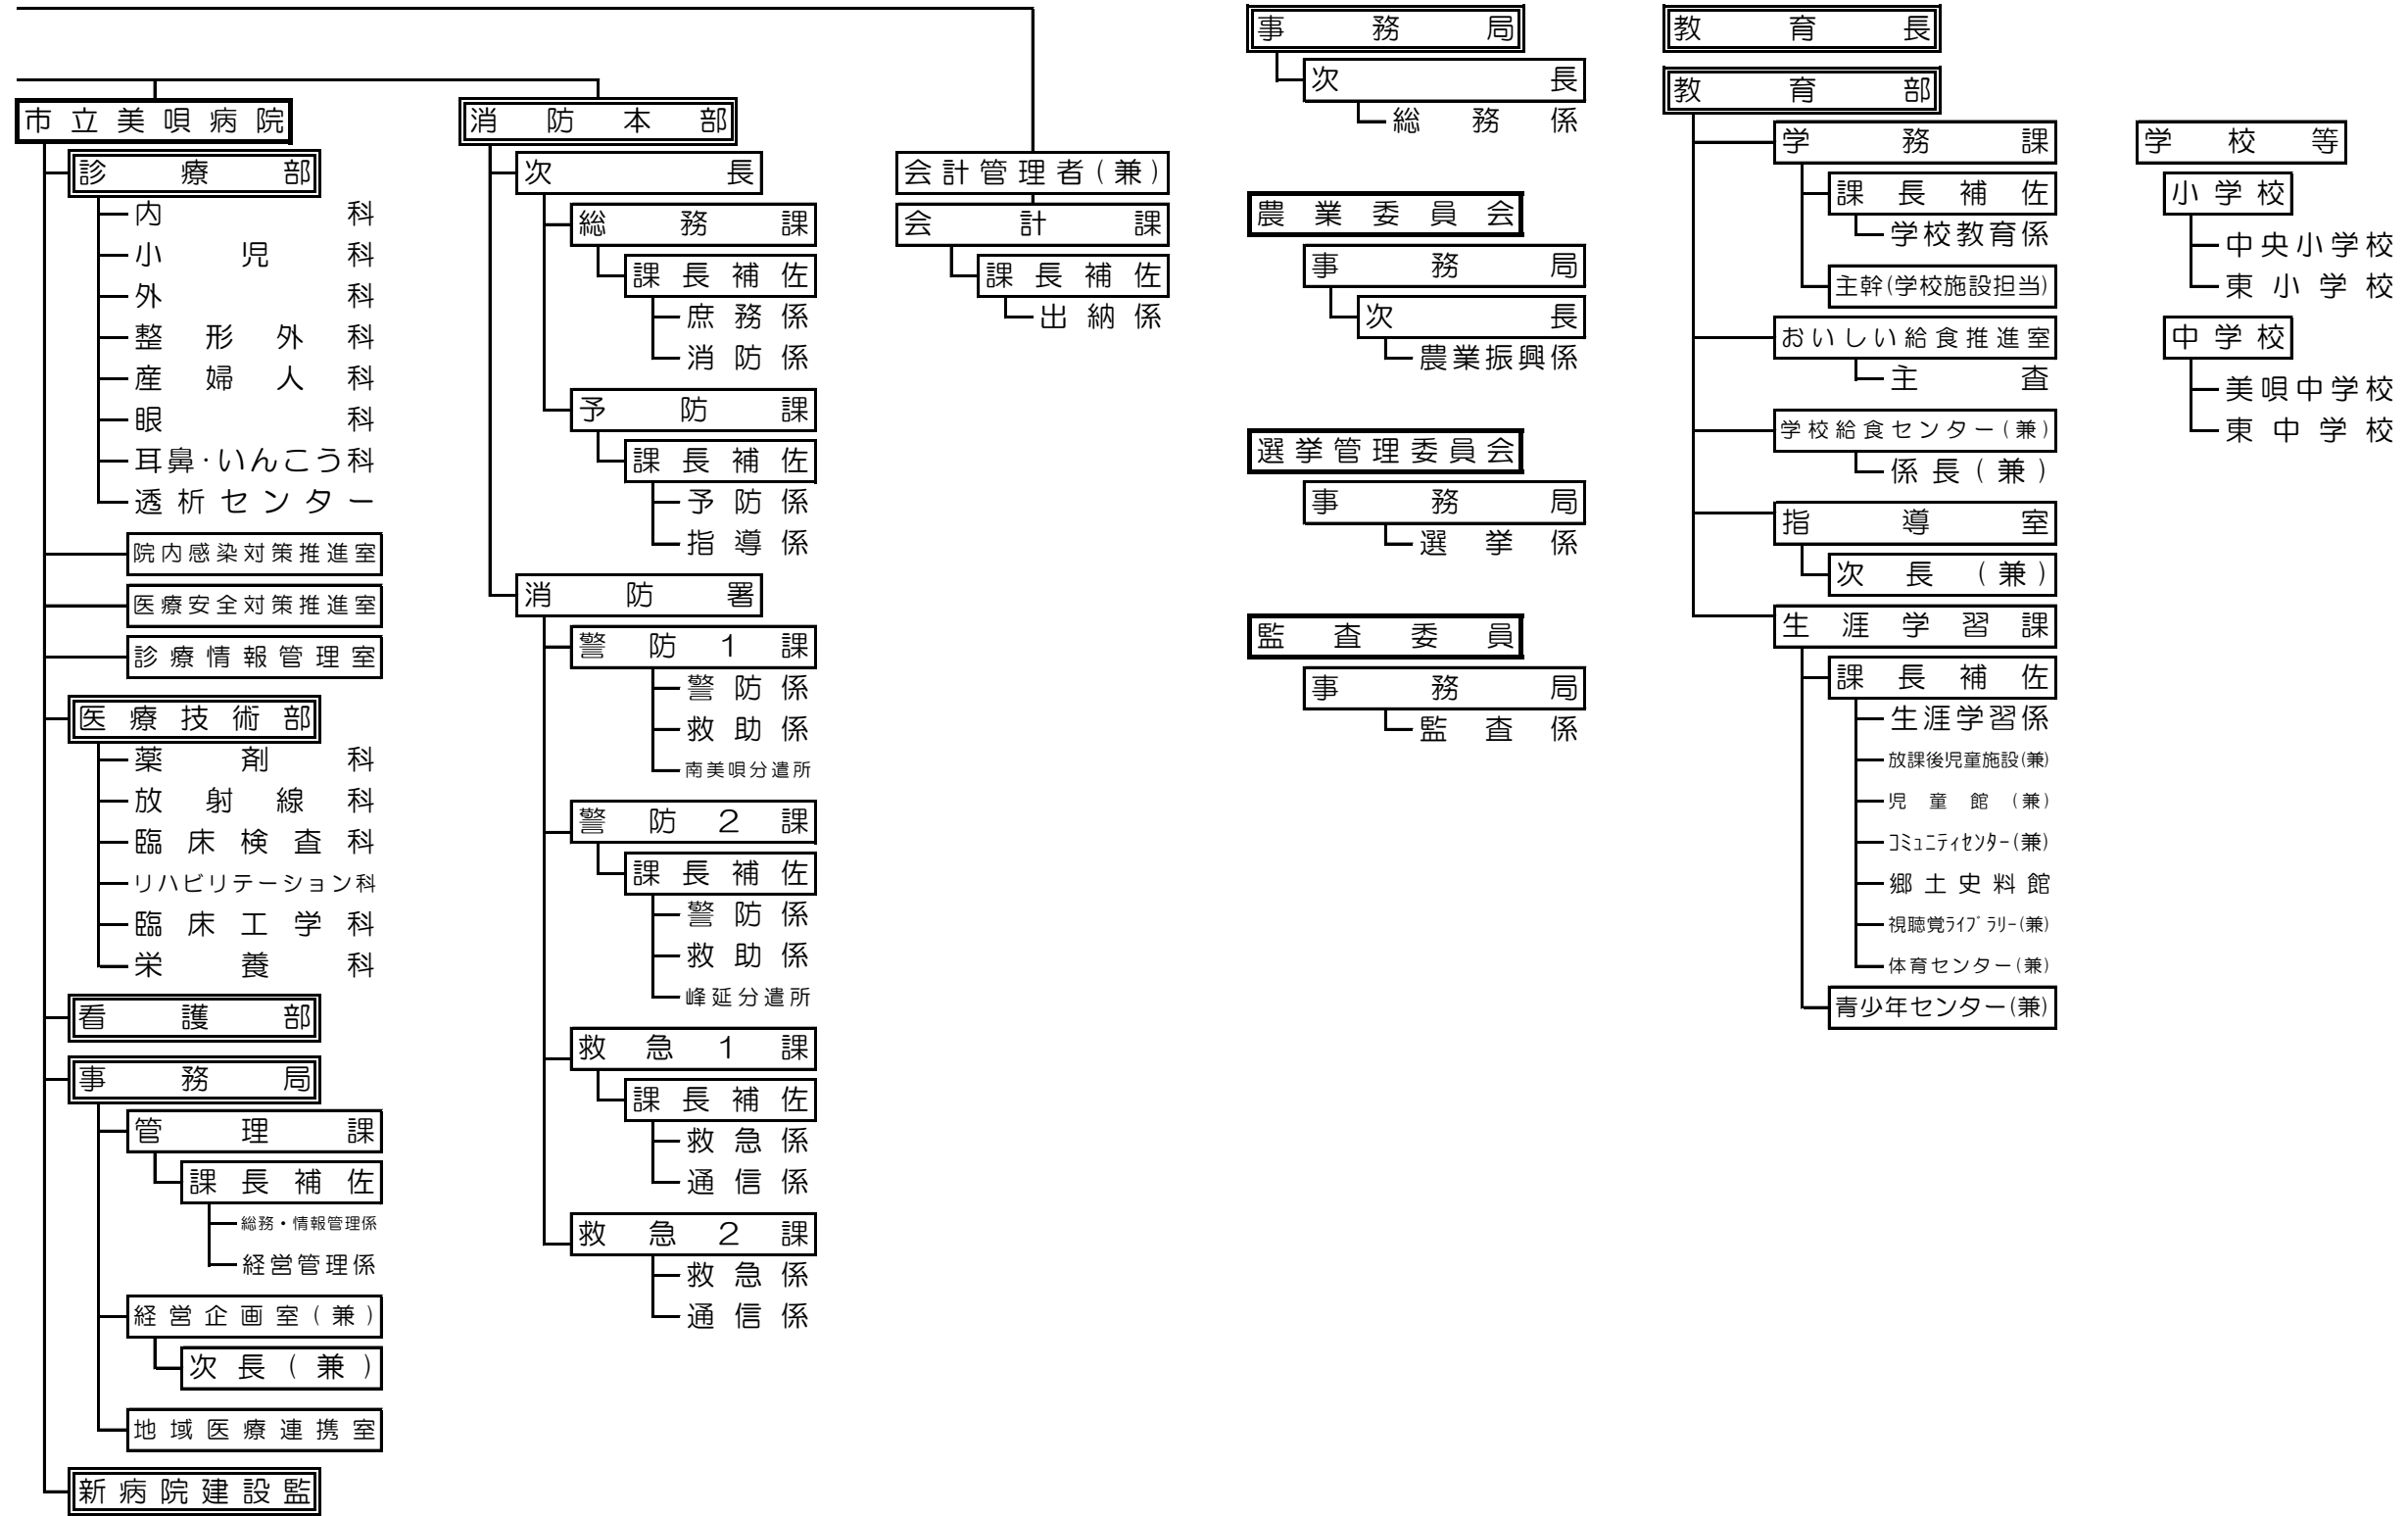 市立美唄病院
診療部
内科
小児科
外科
整形外科
産婦人科
眼科
耳鼻・いんこう科
透析センター
院内感染対策推進室
医療安全対策推進室
診療情報管理室
医療技術部
薬剤科
放射線科
臨床検査科
リハビリテーション科
臨床工学科
栄養科
看護部
事務局
管理課
課長補佐
総務・情報管理係
経営管理係
経営企画室(兼)
次長(兼)
地域医療連携室
新病院建設監
消防本部
次長
総務課
課長補佐
庶務係
消防係
予防課
課長補佐
予防係
指導係
消防署
警防1課
警防係
救助係
南美唄分遣所
警防2課
課長補佐
警防係
救助係
峰延分遣所
救急1課
課長補佐
救急係
通信係
救急2課
救急係
通信係
会計管理者(兼)
会計課
課長補佐
出納係
事務局
次長
総務係
農業委員会
事務局
次長
農業振興係
選挙管理委員会
事務局
選挙係
監査委員
事務局
監査係
教育長
教育部
学務課
課長補佐
学校教育係
主幹(学校施設担当)
おいしい給食推進室
主査
学校給食センター(兼)
係長(兼)
指導室
次長(兼)
生涯学習課
課長補佐
生涯学習係
放課後児童施設(兼)
児童館(兼)
ｺﾐｭﾆﾃｨｾﾝﾀｰ(兼)
郷土史料館
視聴覚ﾗｲﾌﾞﾗﾘｰ(兼)
体育センター(兼)
青少年センター(兼)
学校等
小学校
中央小学校
東小学校
中学校
美唄中学校
東中学校